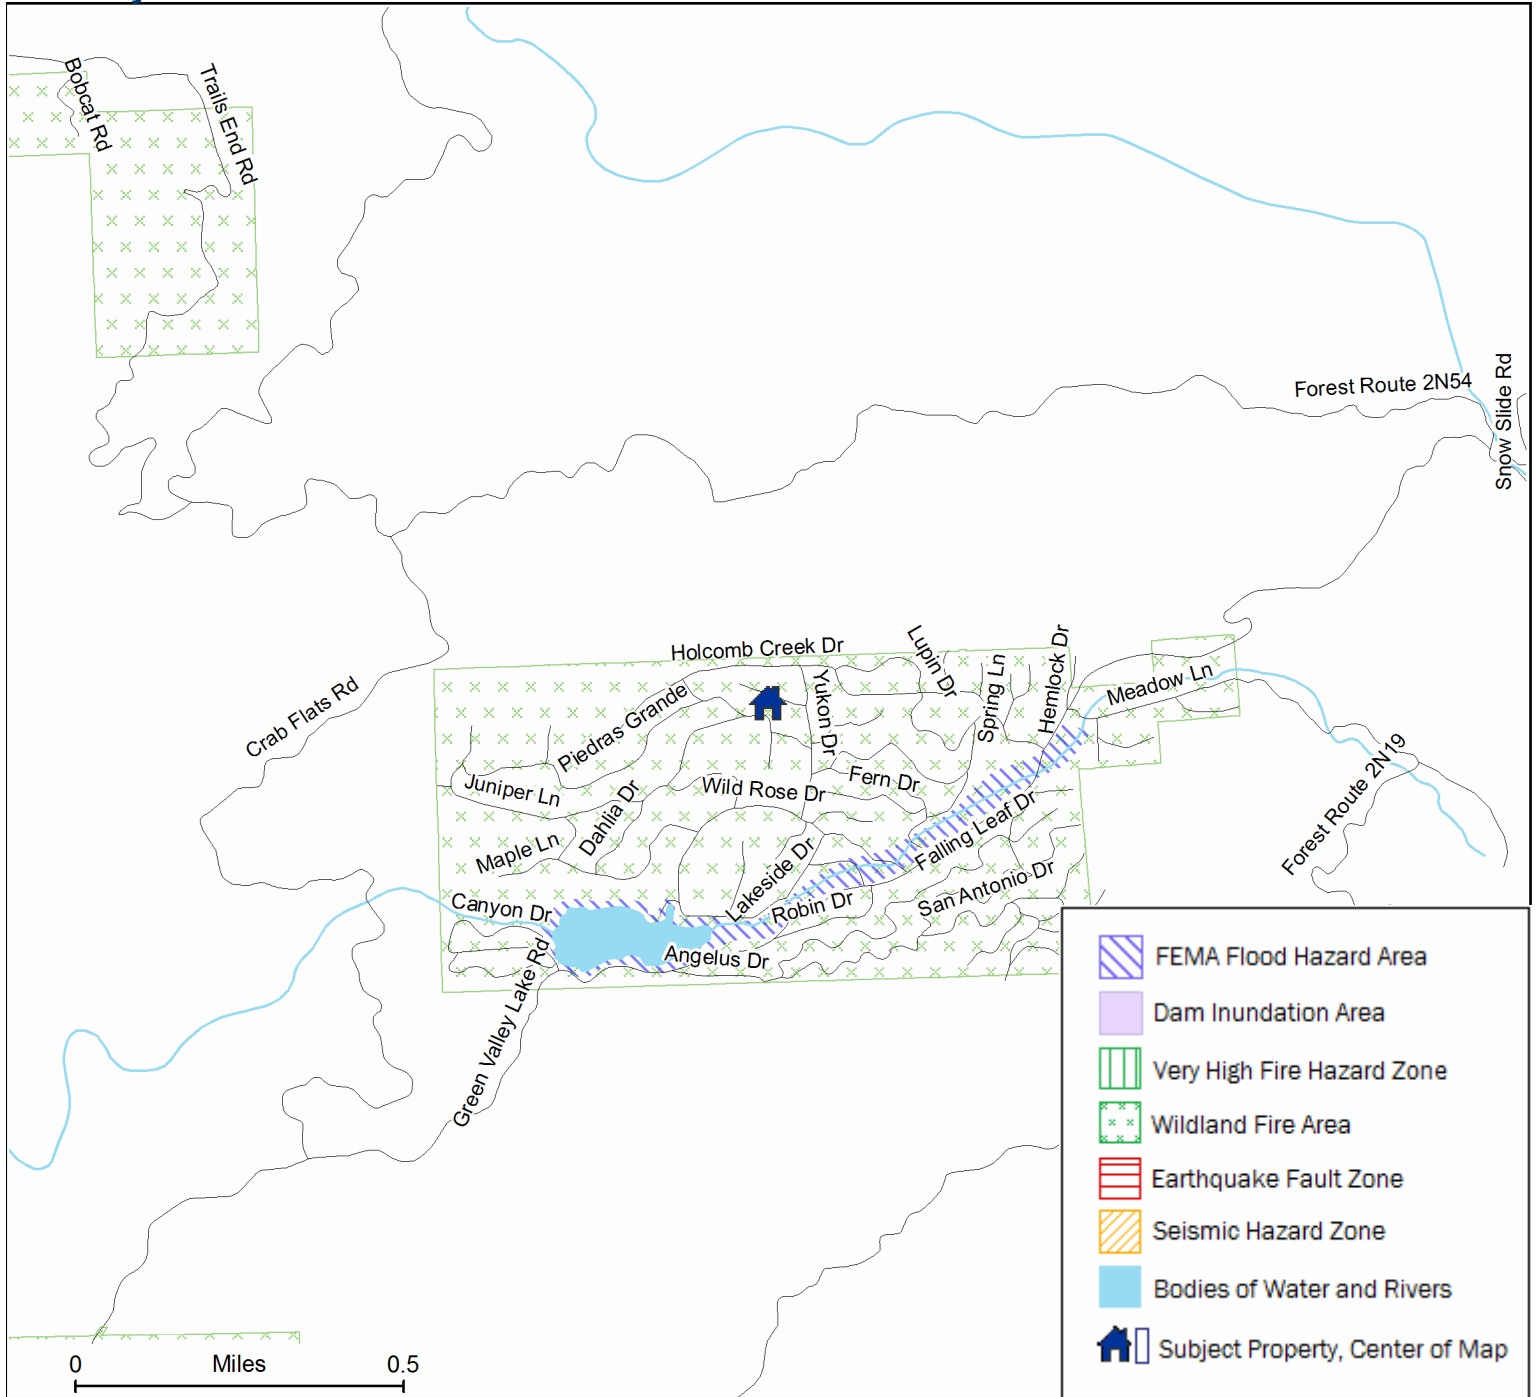 Bobcat Rd
Trails End Rd
Forest Route 2N54
Snow Slide Rd
Holcomb Creek Dr
Lupin Dr
Spring Ln
Hemlock Dr
Meadow Ln
Yukon Dr
Piedras Grande
Crab Flats Rd
Juniper Ln
Dahlia Dr
Wild Rose Dr
Fern Dr
Forest Route 2N19
Maple Ln
Falling Leaf Dr
Lakeside Dr
San Antonio Dr
Canyon Dr
Robin Dr
Angelus Dr
Green Valley Lake Rd
FEMA Flood Hazard Area
Dam Inundation Area
Very High Fire Hazard Zone
Wildland Fire Area
Earthquake Fault Zone
Seismic Hazard Zone
Bodies of Water and Rivers
Subject Property, Center of Map
0 Miles 0.5